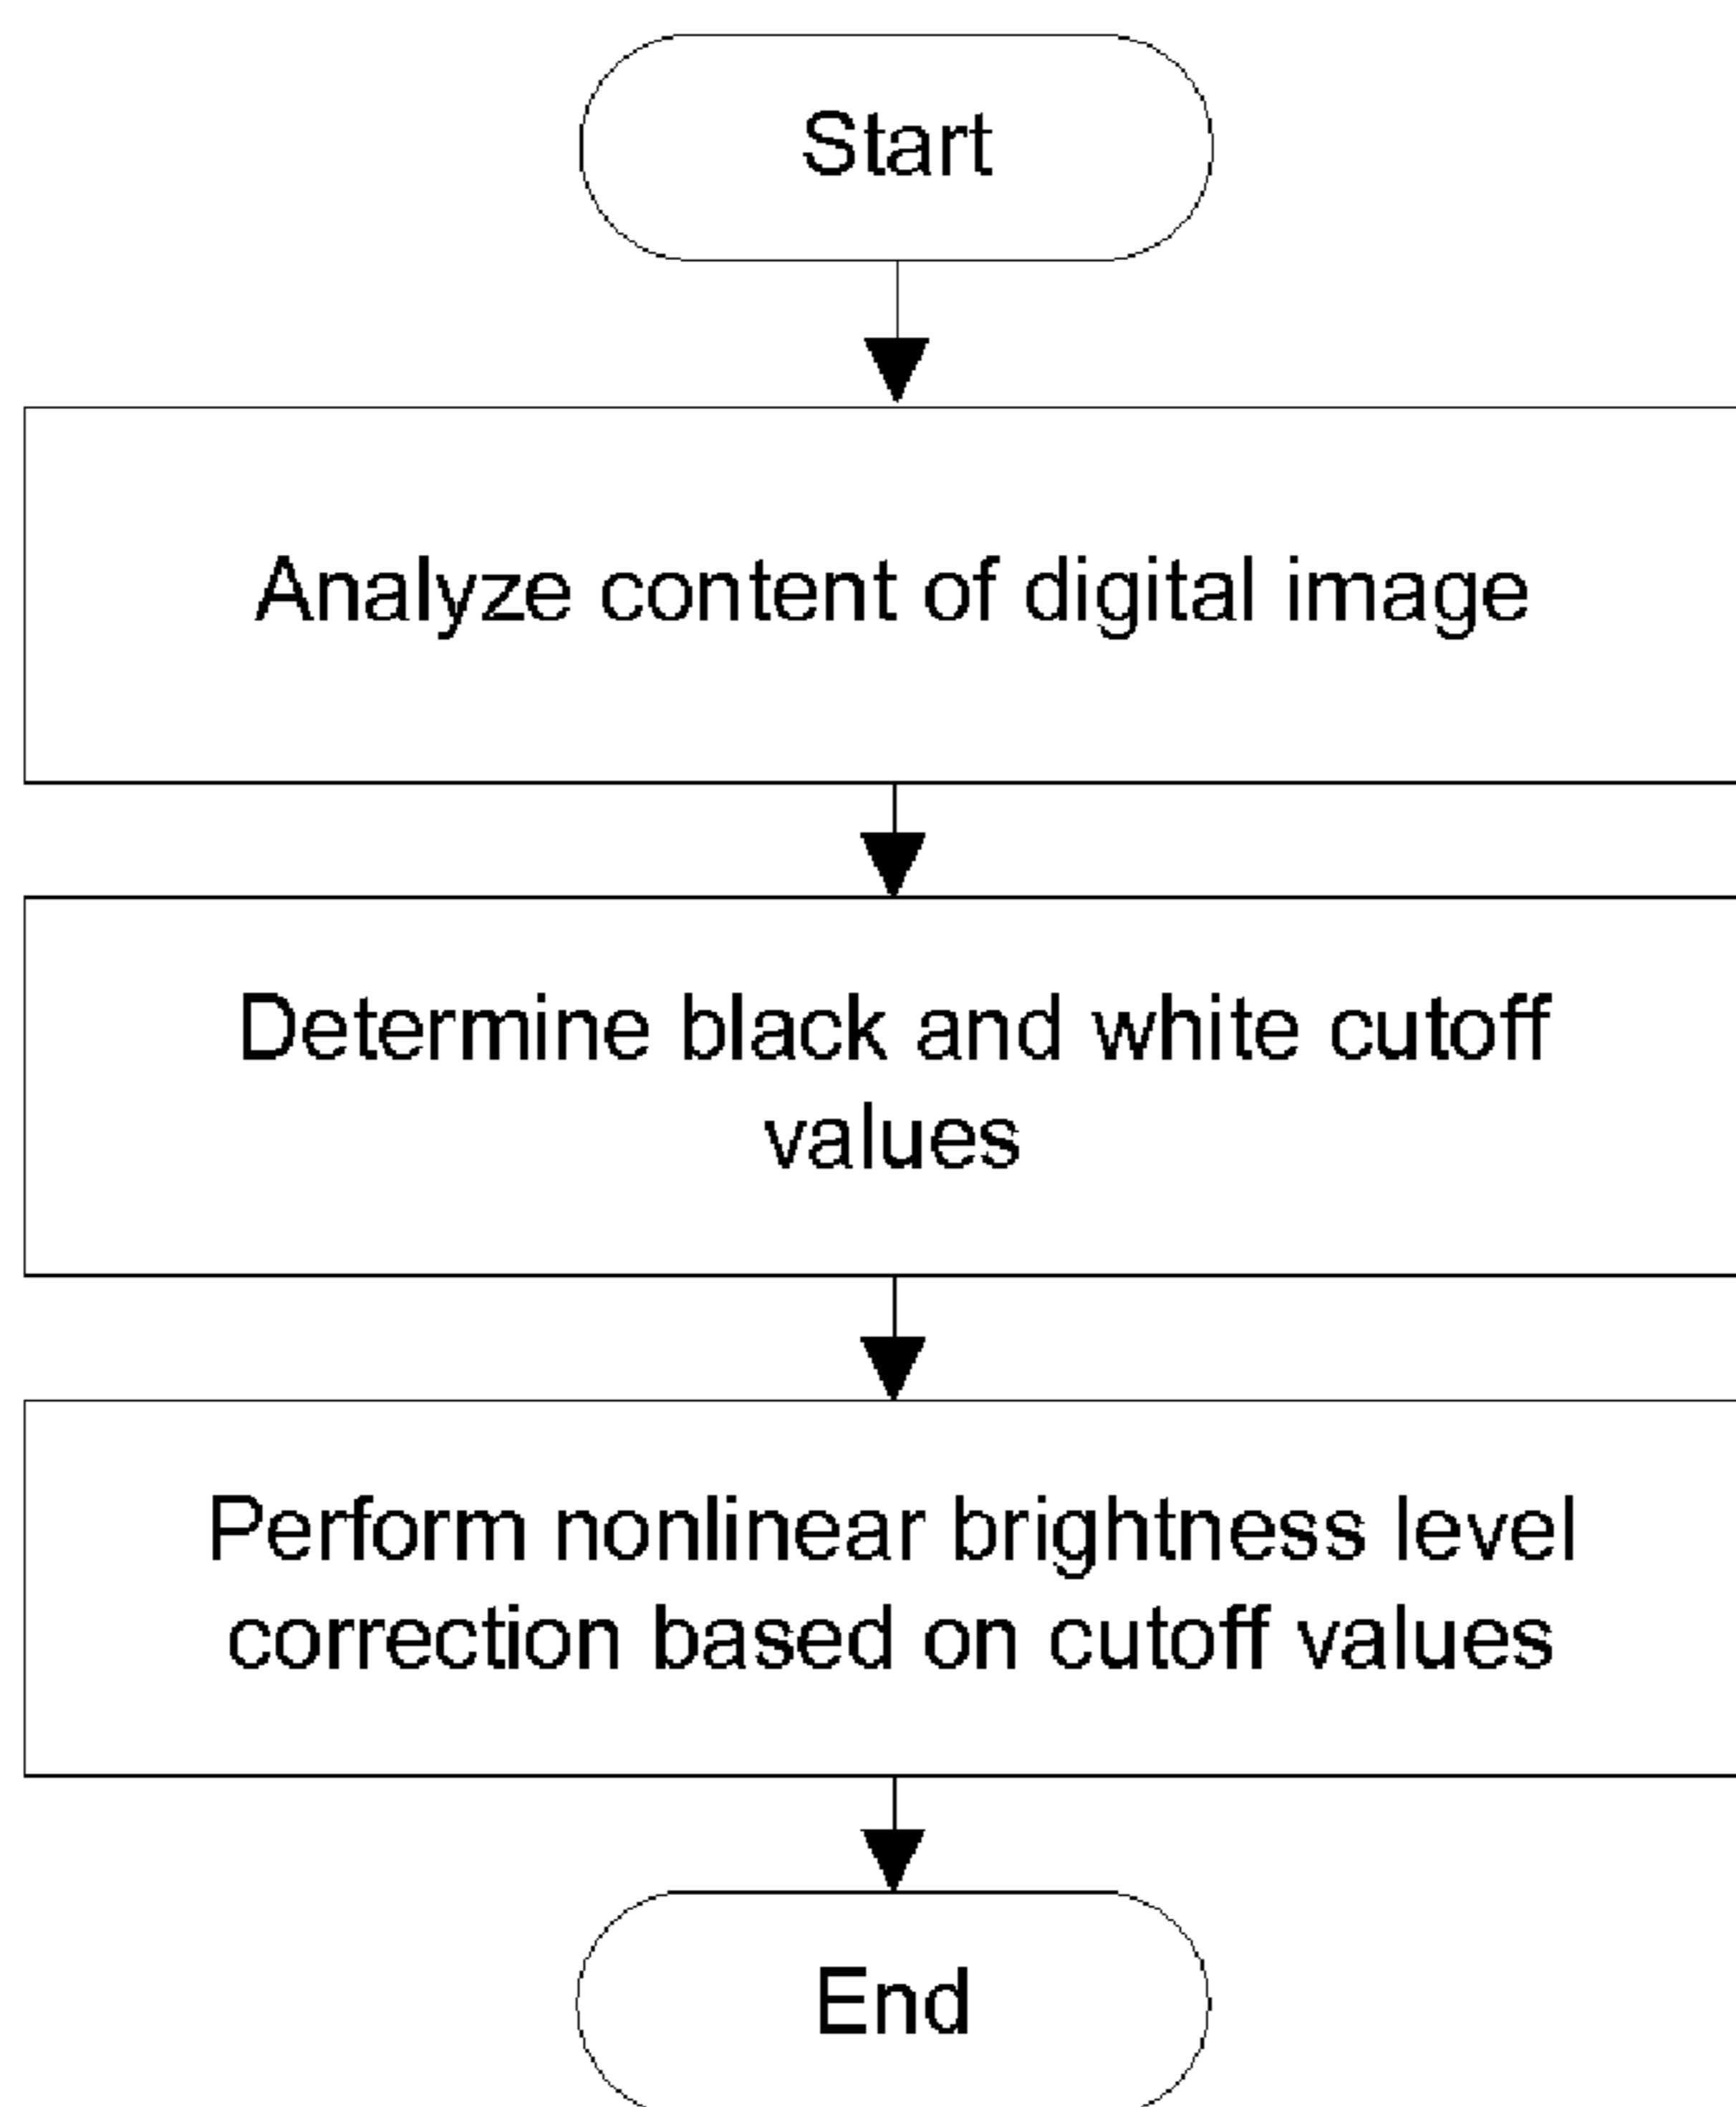 Start
Analyze content of digital image
Determine black and white cutoff
values
Perform nonlinear brightness level
correction based on cutoff values
End